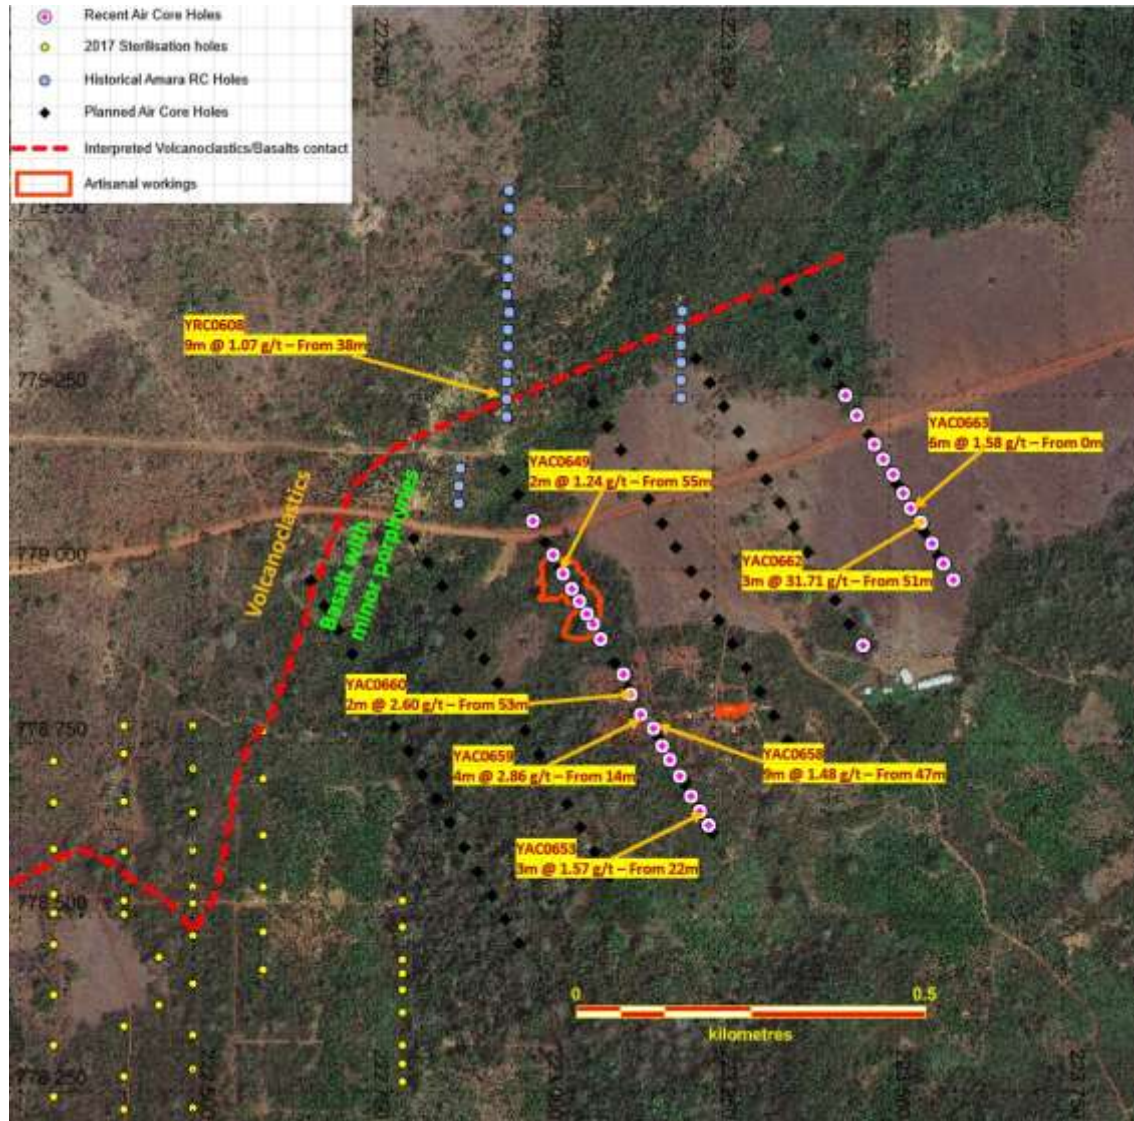 Recent Air Core Holes
2017 Sterilisation holes
Historical Amara RC Holes
Planned Air Core Holes
Interpreted Volcanoclastics/Basalts contact
Artisanal workings
YRC0608
9m @ 1.07 g/t – From 38m
779 250
YAC0663
6m @ 1.58 g/t – From 0m
YAC0649
2m @ 1.24 g/t – From 55m
Volcanoclastics
Basalt with
minor porphyries
779 000
YAC0662
3m @ 31.71 g/t – From 51m
YAC0660
2m @ 2.60 g/t – From 53m
778 750
YAC0659
4m @ 2.86 g/t – From 14m
YAC0658
9m @ 1.48 g/t – From 47m
YAC0653
3m @ 1.57 g/t – From 22m
778 500
0
0.5
kilometres
778 250